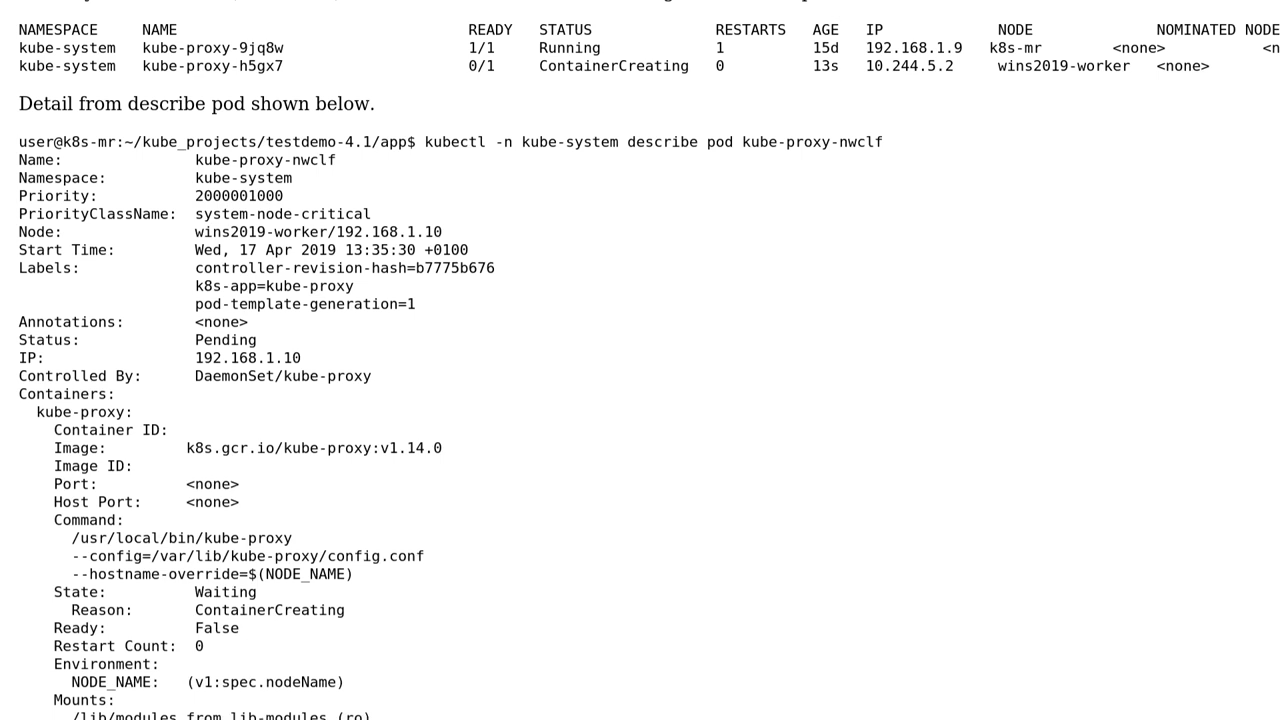 NAMESPACE NAME READY STATUS RESTARTS AGE IP NODE NOMINATED NODE
kube-system kube-proxy-9jq8w 1/1 Running 1 15d 192.168.1.9 k8s-mr <none> <n
kube-system kube-proxy-h5gx7 0/1 ContainerCreating 0 13s 10.244.5.2 wins2019-worker <none>
Detail from describe pod shown below.
user@k8s-mr:~/kube_projects/testdemo-4.1/app$ kubectl -n kube-system describe pod kube-proxy-nwclf
Name: kube-proxy-nwclf
Namespace: kube-system
Priority: 2000001000
PriorityClassName: system-node-critical
Node: wins2019-worker/192.168.1.10
Start Time: Wed, 17 Apr 2019 13:35:30 +0100
Labels: controller-revision-hash=b7775b676
k8s-app=kube-proxy
pod-template-generation=1
Annotations: <none>
Status: Pending
IP: 192.168.1.10
Controlled By: DaemonSet/kube-proxy
Containers:
kube-proxy:
Container ID:
Image: k8s.gcr.io/kube-proxy:v1.14.0
Image ID:
Port: <none>
Host Port: <none>
Command:
/usr/local/bin/kube-proxy
--config=/var/lib/kube-proxy/config.conf
--hostname-override=$(NODE_NAME)
State: Waiting
Reason: ContainerCreating
Ready: False
Restart Count: 0
Environment:
NODE_NAME: (v1:spec.nodeName)
Mounts:
/lib/modules from lib-modules (ro)